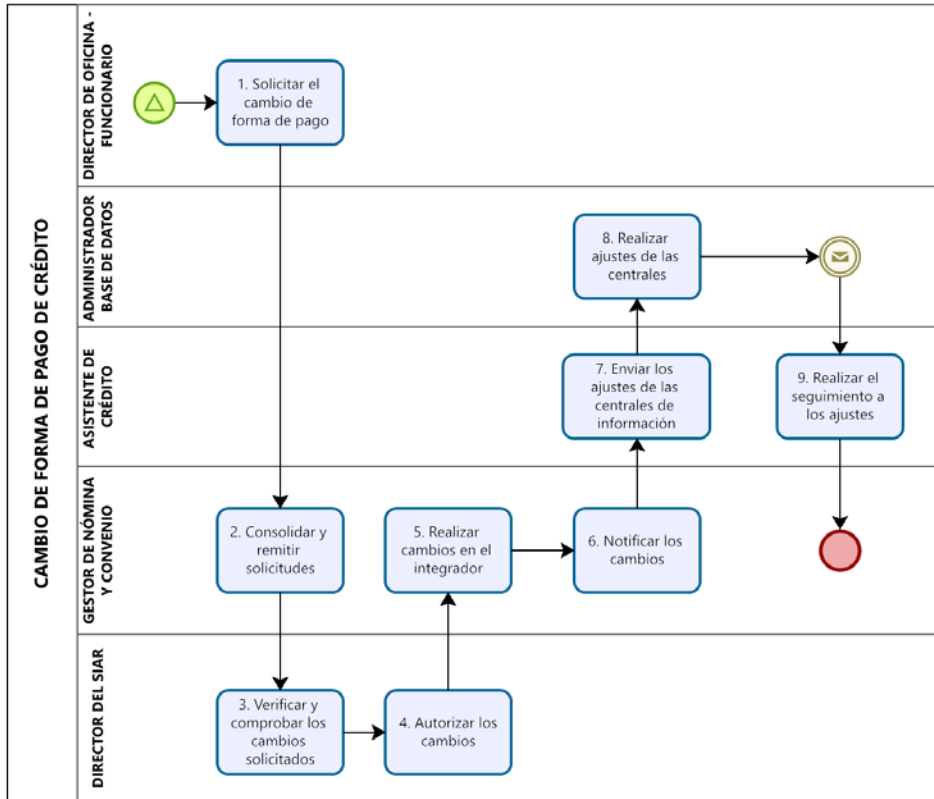 CAMBIO DE FORMA DE PAGO DE CRÉDITO
DIRECTOR DE OFICINA -
FUNCIONARIO
1. Solicitar el
cambio de
forma de pago
ADMINISTRADOR
BASE DE DATOS
8. Realizar
ajustes de las
centrales
ASISTENTE DE
CRÉDITO
7. Enviar los
ajustes de las
centrales de
información
9. Realizar el
seguimiento a
los ajustes
GESTOR DE NÓMINA
Y CONVENIO
2. Consolidar y
remitir
solicitudes
5. Realizar
cambios en el
integrador
6. Notificar los
cambios
DIRECTOR DEL SIAR
3. Verificar y
comprobar los
cambios
solicitados
4. Autorizar los
cambios